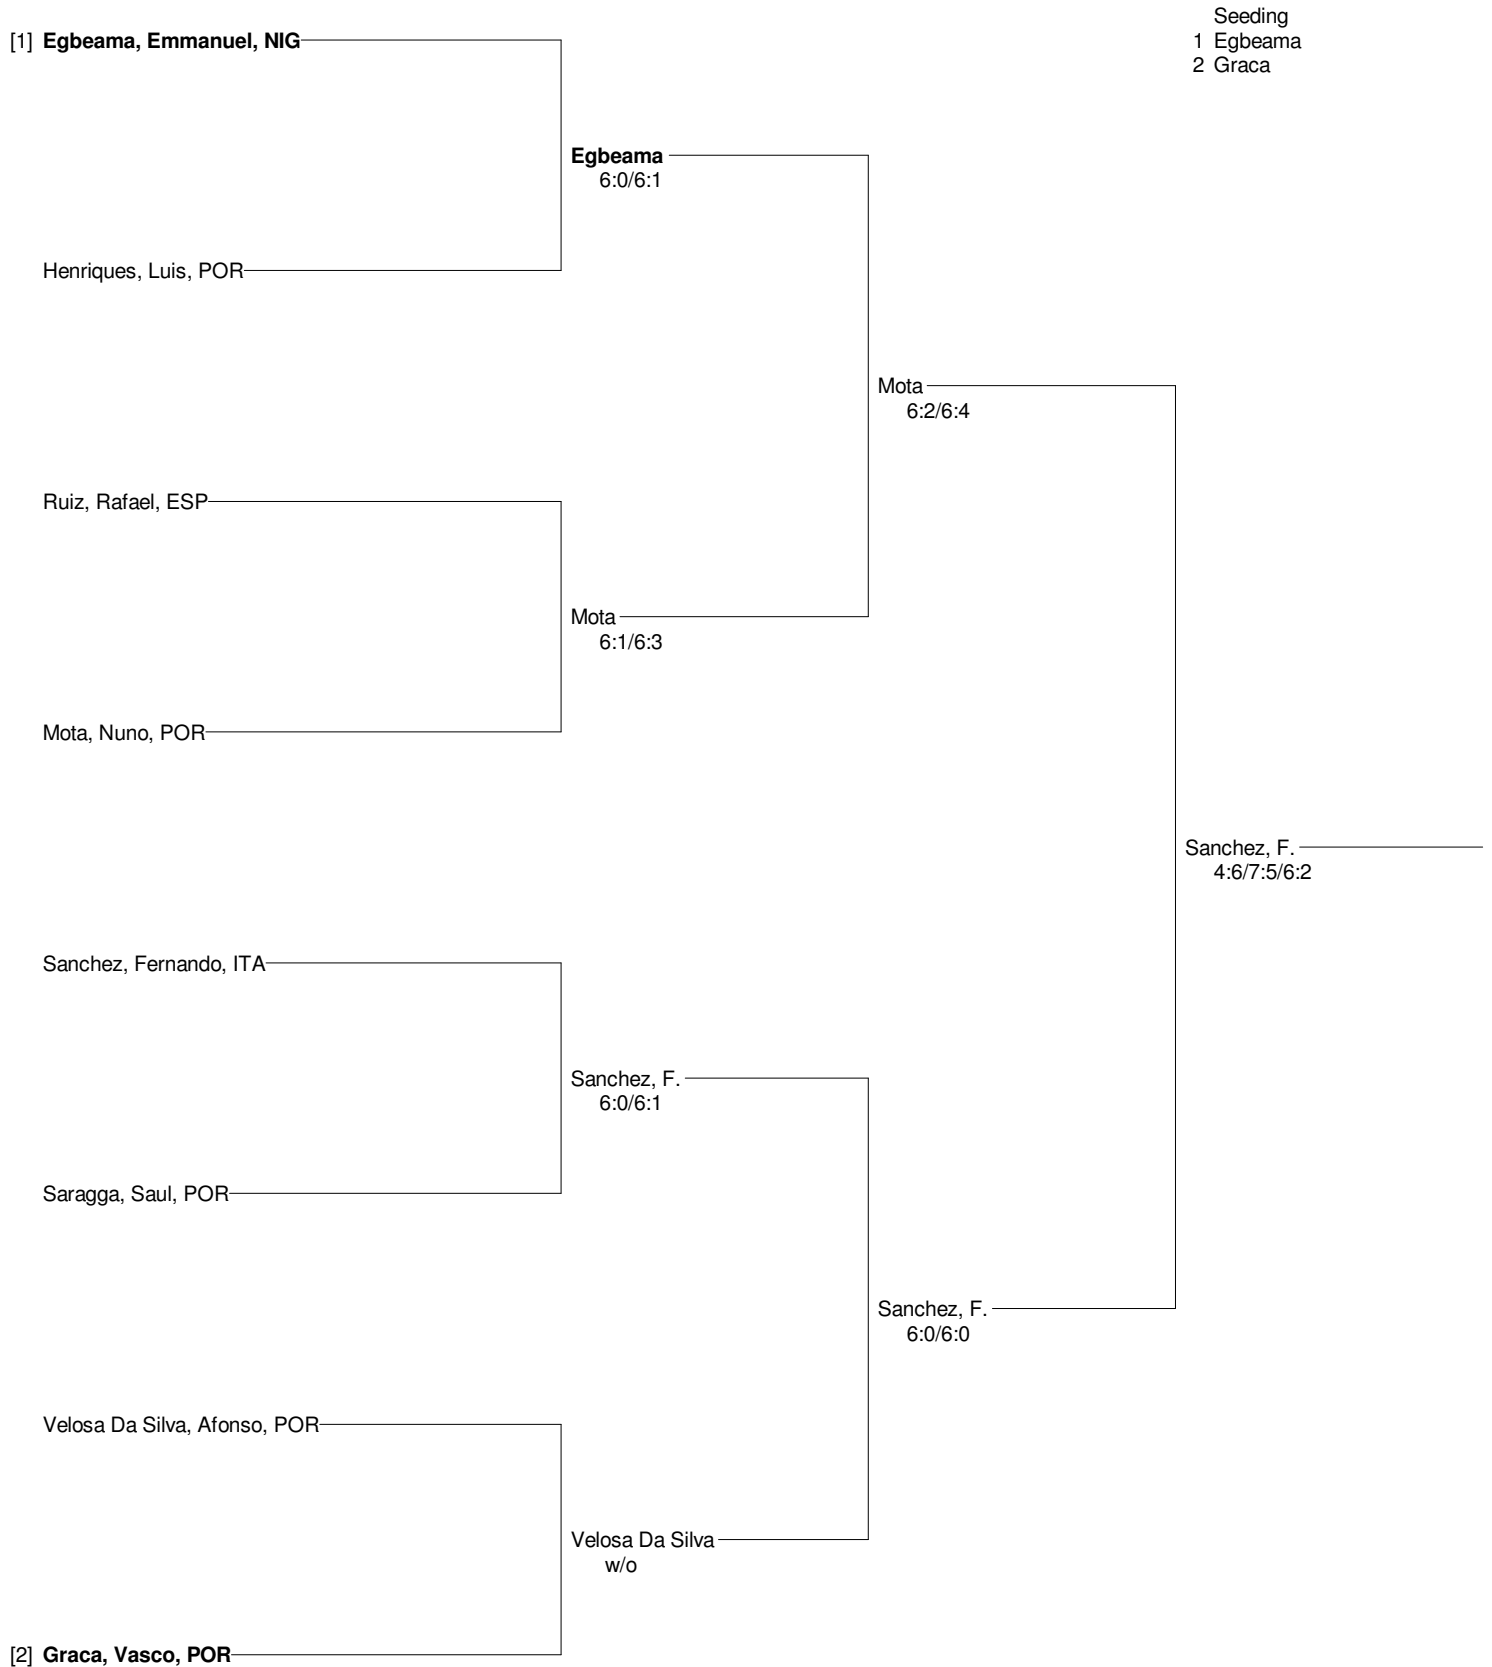 Seeding
1 Egbeama
2 Graca
[1] Egbeama, Emmanuel, NIG
Egbeama
6:0/6:1
Henriques, Luis, POR
Mota
6:2/6:4
Ruiz, Rafael, ESP
Mota
6:1/6:3
Mota, Nuno, POR
Sanchez, F.
4:6/7:5/6:2
Sanchez, Fernando, ITA
Sanchez, F.
6:0/6:1
Saragga, Saul, POR
Sanchez, F.
6:0/6:0
Velosa Da Silva, Afonso, POR
Velosa Da Silva
w/o
[2] Graca, Vasco, POR